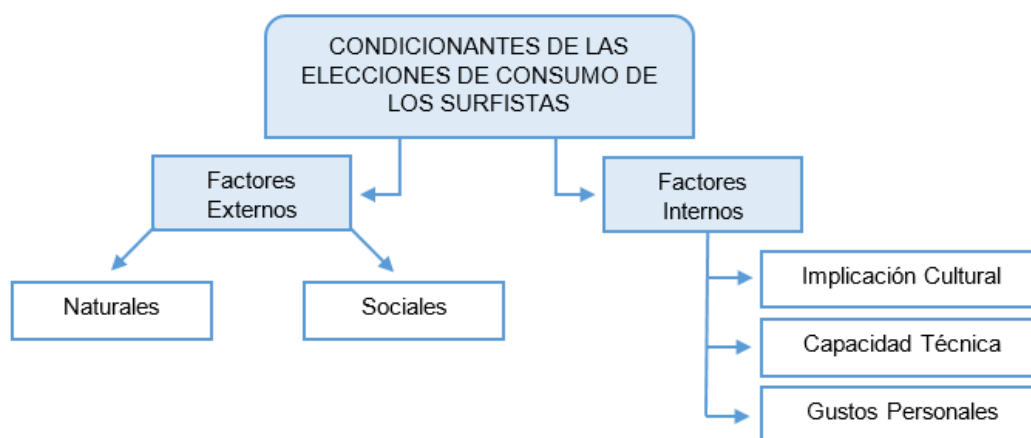 CONDICIONANTES DE LAS
ELECCIONES DE CONSUMO DE
LOS SURFISTAS
Factores
Externos
Factores
Internos
Naturales
Sociales
Implicación Cultural
Capacidad Técnica
Gustos Personales